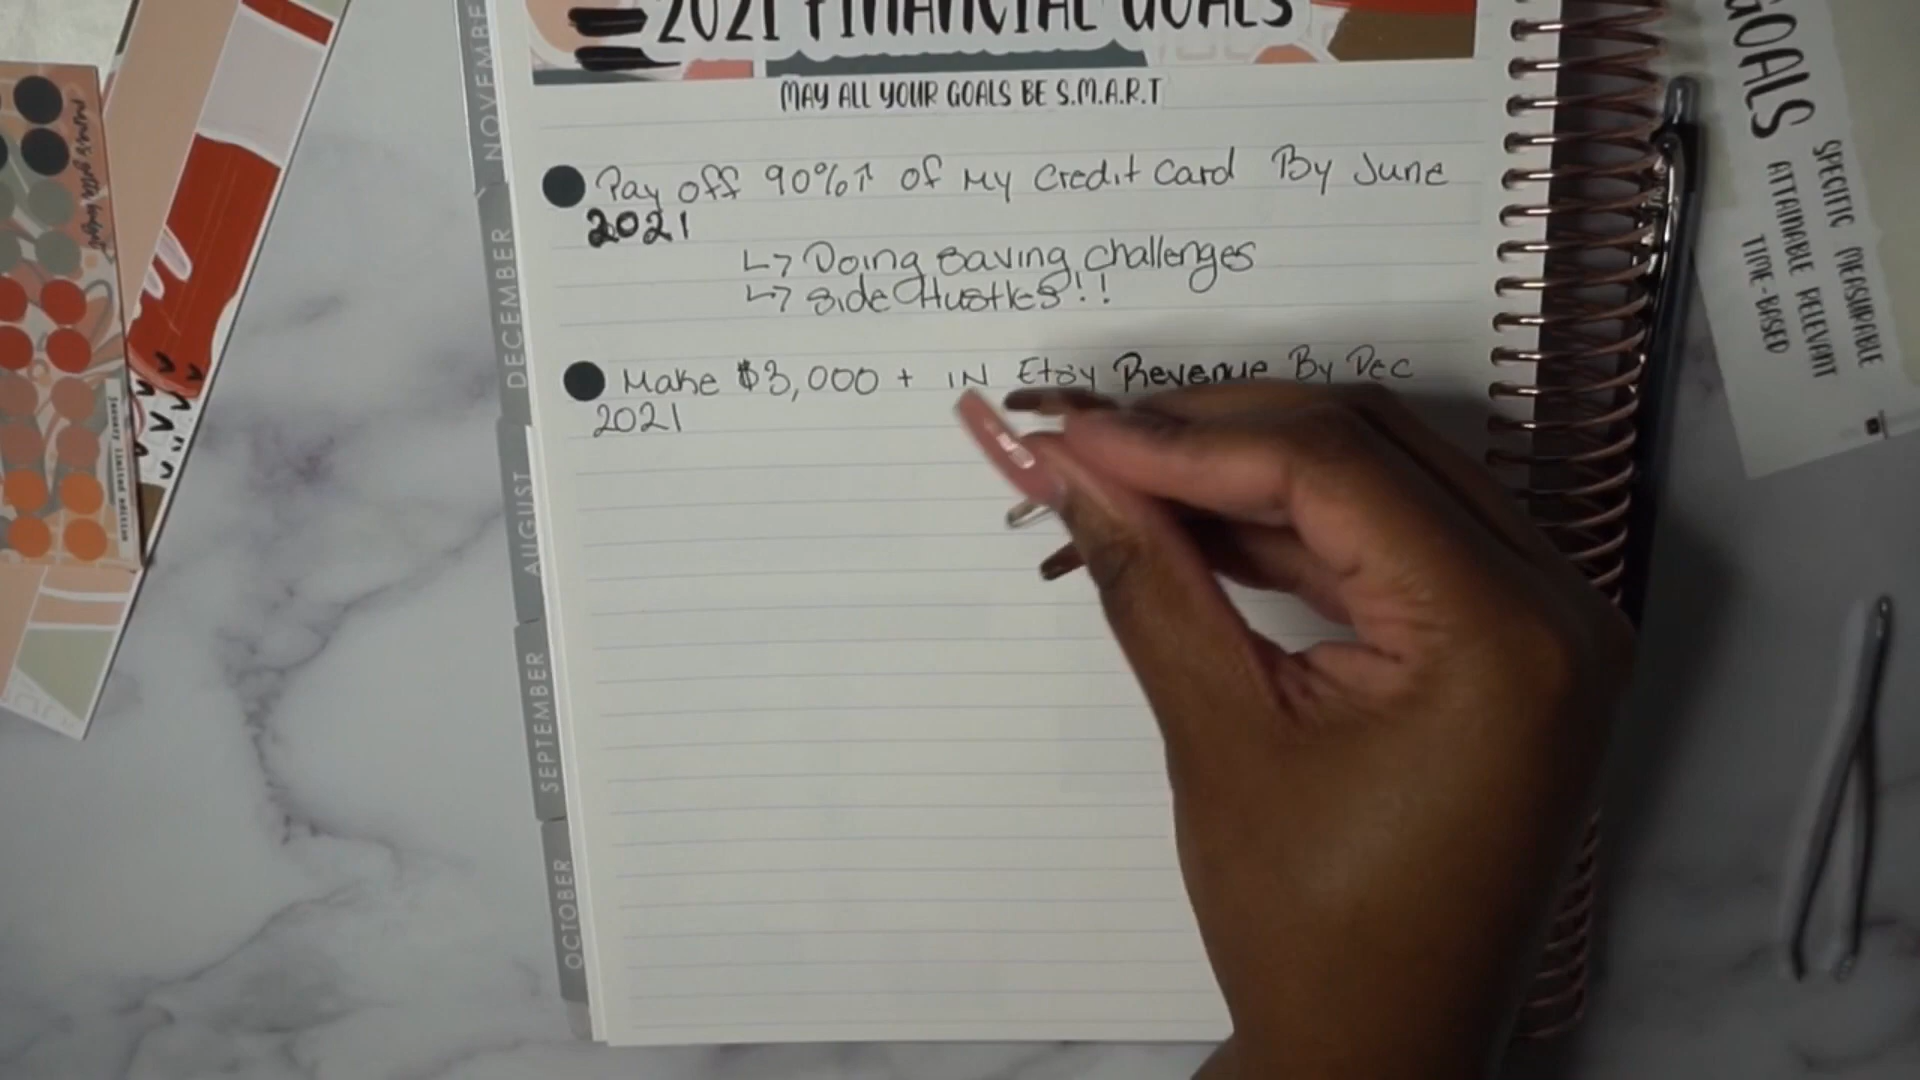 2021 FINANCIAL GOALS
MAY ALL YOUR GOALS BE S.M.A.R.T
Pay off 90%↑ of My Credit Card By June
2021
↳ Doing saving challenges
↳ side Hustles!!
Make $3,000 + IN Etsy Revenue By Dec
2021
NOVEMBER
DECEMBER
AUGUST
SEPTEMBER
OCTOBER
GOALS
SPECIFIC MEASURABLE
ATTAINABLE RELEVANT
TIME-BASED